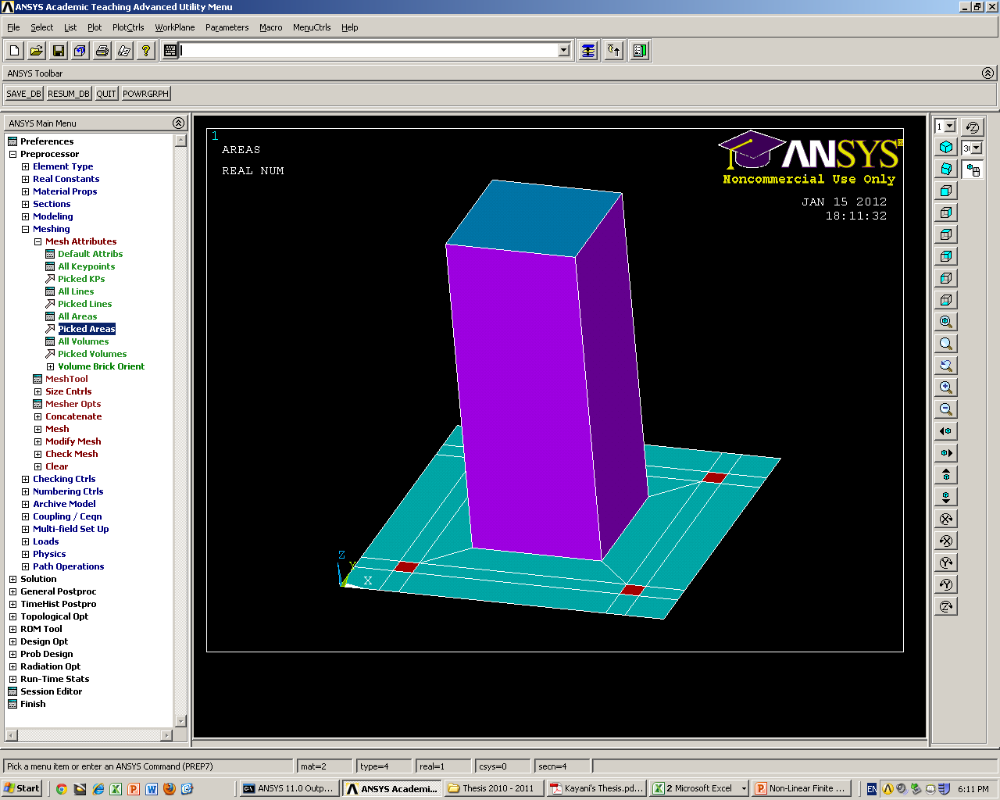 ANSYS Academic Teaching Advanced Utility Menu
File Select List Plot PlotCtrls WorkPlane Parameters Macro MenuCtrls Help
ANSYS Toolbar
SAVE_DB RESUM_DB QUIT POWRGRPH
ANSYS Main Menu
Preferences
Preprocessor
Element Type
Real Constants
Material Props
Sections
Modeling
Meshing
Mesh Attributes
Default Attribs
All Keypoints
Picked KPs
All Lines
Picked Lines
All Areas
Picked Areas
All Volumes
Picked Volumes
Volume Brick Orient
MeshTool
Size Cntrls
Mesher Opts
Concatenate
Mesh
Modify Mesh
Check Mesh
Clear
Checking Ctrls
Numbering Ctrls
Archive Model
Coupling / Ceqn
Multi-field Set Up
Loads
Physics
Path Operations
Solution
General Postproc
TimeHist Postpro
Topological Opt
ROM Tool
Design Opt
Prob Design
Radiation Opt
Run-Time Stats
Session Editor
Finish
1
AREAS
REAL NUM
ANSYS
Noncommercial Use Only
JAN 15 2012
18:11:32
Z
Y
X
1
Pick a menu item or enter an ANSYS Command (PREP7)
mat=2
type=4
real=1
csys=0
secn=4
Start
ANSYS 11.0 Outp...
ANSYS Academi...
Thesis 2010 - 2011
Kayani's Thesis.pd...
2 Microsoft Excel
Non-Linear Finite ...
EN
6:11 PM